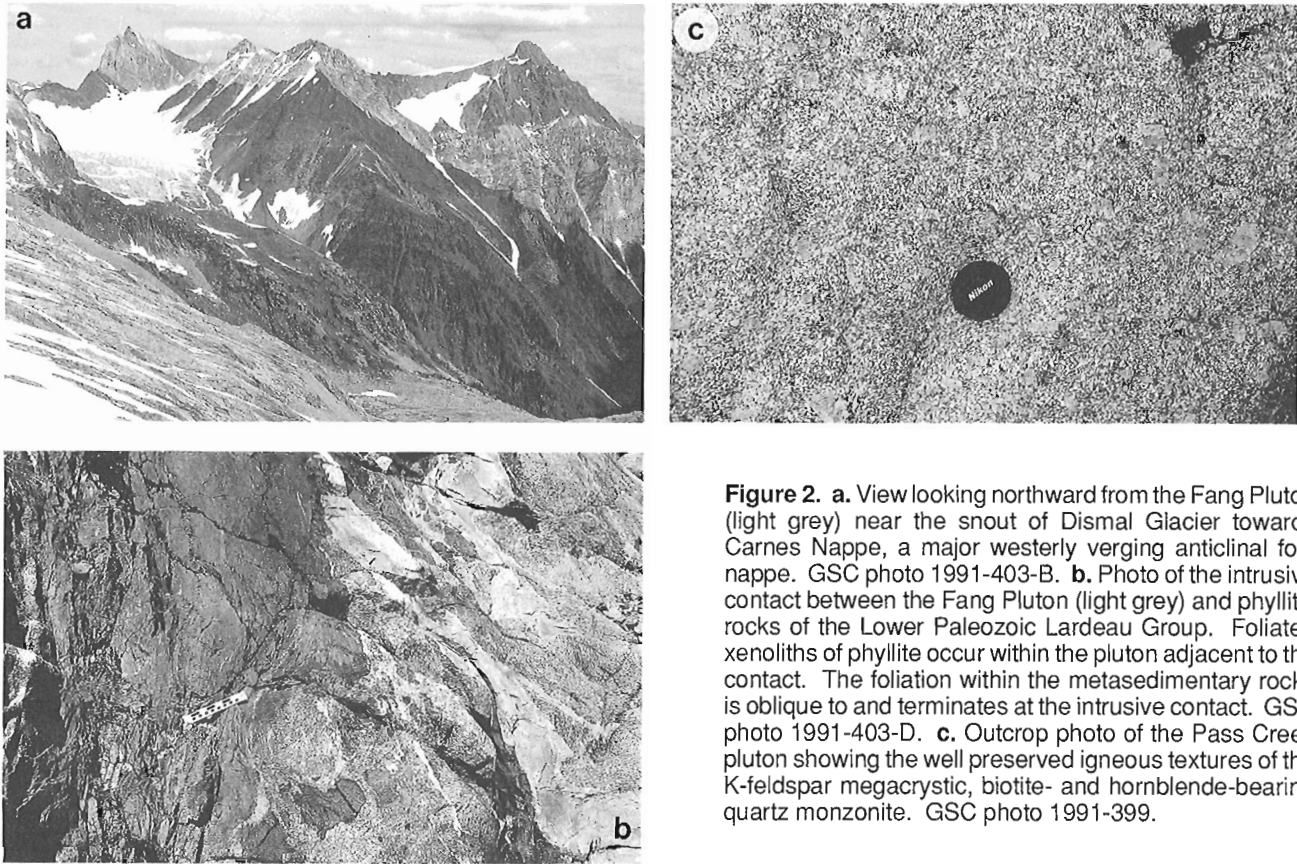 a
c
Nikon
b
Figure 2. a. View looking northward from the Fang Pluto
(light grey) near the snout of Dismal Glacier toward
Carnes Nappe, a major westerly verging anticlinal fo
nappe. GSC photo 1991-403-B. b. Photo of the intrusiv
contact between the Fang Pluton (light grey) and phyllit
rocks of the Lower Paleozoic Lardeau Group. Foliate
xenoliths of phyllite occur within the pluton adjacent to th
contact. The foliation within the metasedimentary rock
is oblique to and terminates at the intrusive contact. GS
photo 1991-403-D. c. Outcrop photo of the Pass Cree
pluton showing the well preserved igneous textures of th
K-feldspar megacrystic, biotite- and hornblende-bearin
quartz monzonite. GSC photo 1991-399.